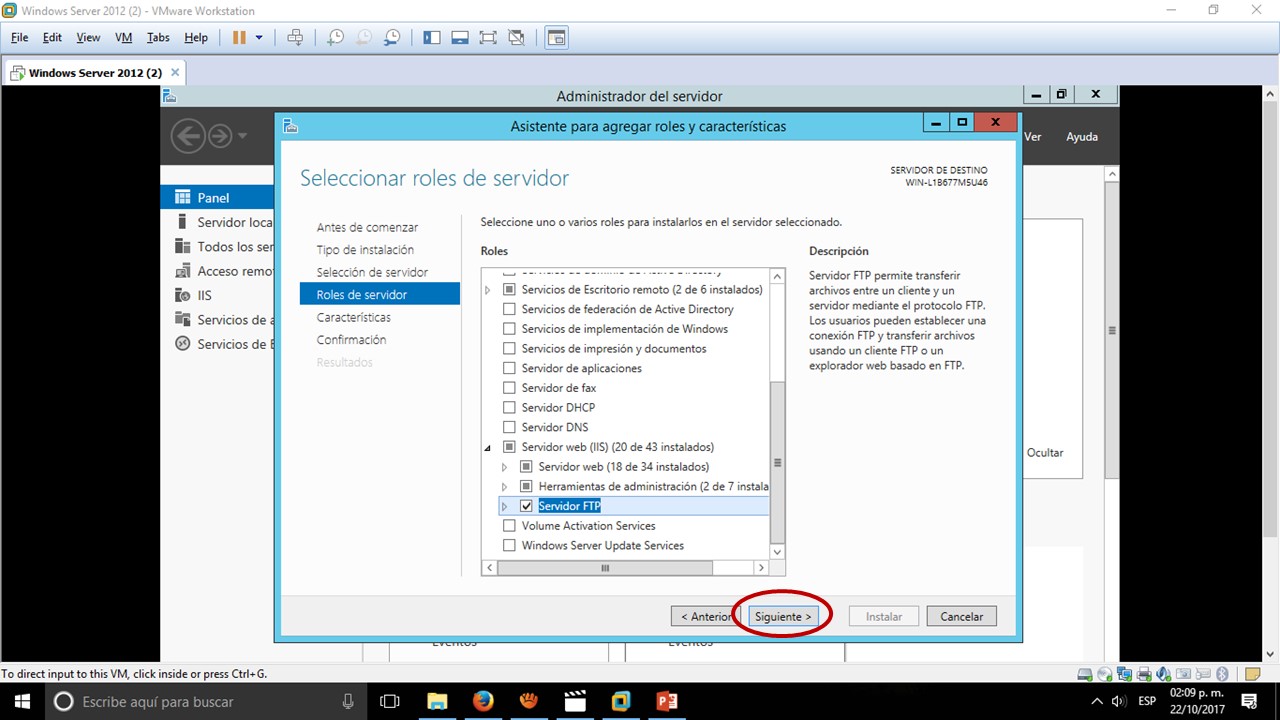 Windows Server 2012 (2) - VMware Workstation
File Edit View VM Tabs Help
Windows Server 2012 (2)
Administrador del servidor
Asistente para agregar roles y características
Ver Ayuda
Seleccionar roles de servidor
SERVIDOR DE DESTINO
WIN-L1B677M5U46
Panel
Servidor loca
Todos los ser
Acceso remo
IIS
Servicios de a
Servicios de E
Antes de comenzar
Tipo de instalación
Selección de servidor
Roles de servidor
Características
Confirmación
Resultados
Seleccione uno o varios roles para instalarlos en el servidor seleccionado.
Roles
Servicios de dominio de Active Directory
Servicios de Escritorio remoto (2 de 6 instalados)
Servicios de federación de Active Directory
Servicios de implementación de Windows
Servicios de impresión y documentos
Servidor de aplicaciones
Servidor de fax
Servidor DHCP
Servidor DNS
Servidor web (IIS) (20 de 43 instalados)
Servidor web (18 de 34 instalados)
Herramientas de administración (2 de 7 instala
Servidor FTP
Volume Activation Services
Windows Server Update Services
Descripción
Servidor FTP permite transferir
archivos entre un cliente y un
servidor mediante el protocolo FTP.
Los usuarios pueden establecer una
conexión FTP y transferir archivos
usando un cliente FTP o un
explorador web basado en FTP.
Ocultar
< Anterior Siguiente > Instalar Cancelar
Eventos Eventos
To direct input to this VM, click inside or press Ctrl+G.
Escribe aquí para buscar
ESP
02:09 p. m.
22/10/2017